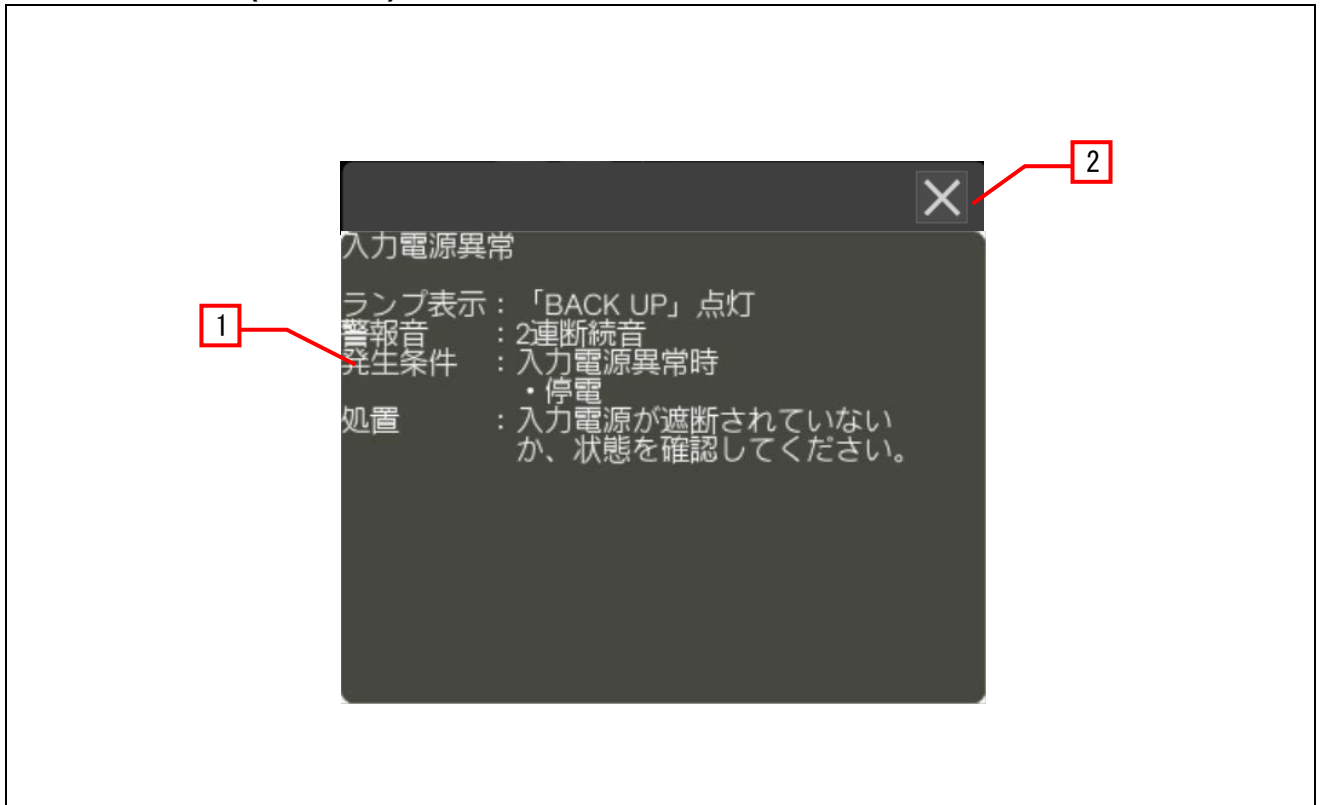 2
入力電源異常
ランプ表示：「BACK UP」点灯
警報音　　：2連断続音
1
発生条件　：入力電源異常時
・停電
処置　　　：入力電源が遮断されていない
か、状態を確認してください。